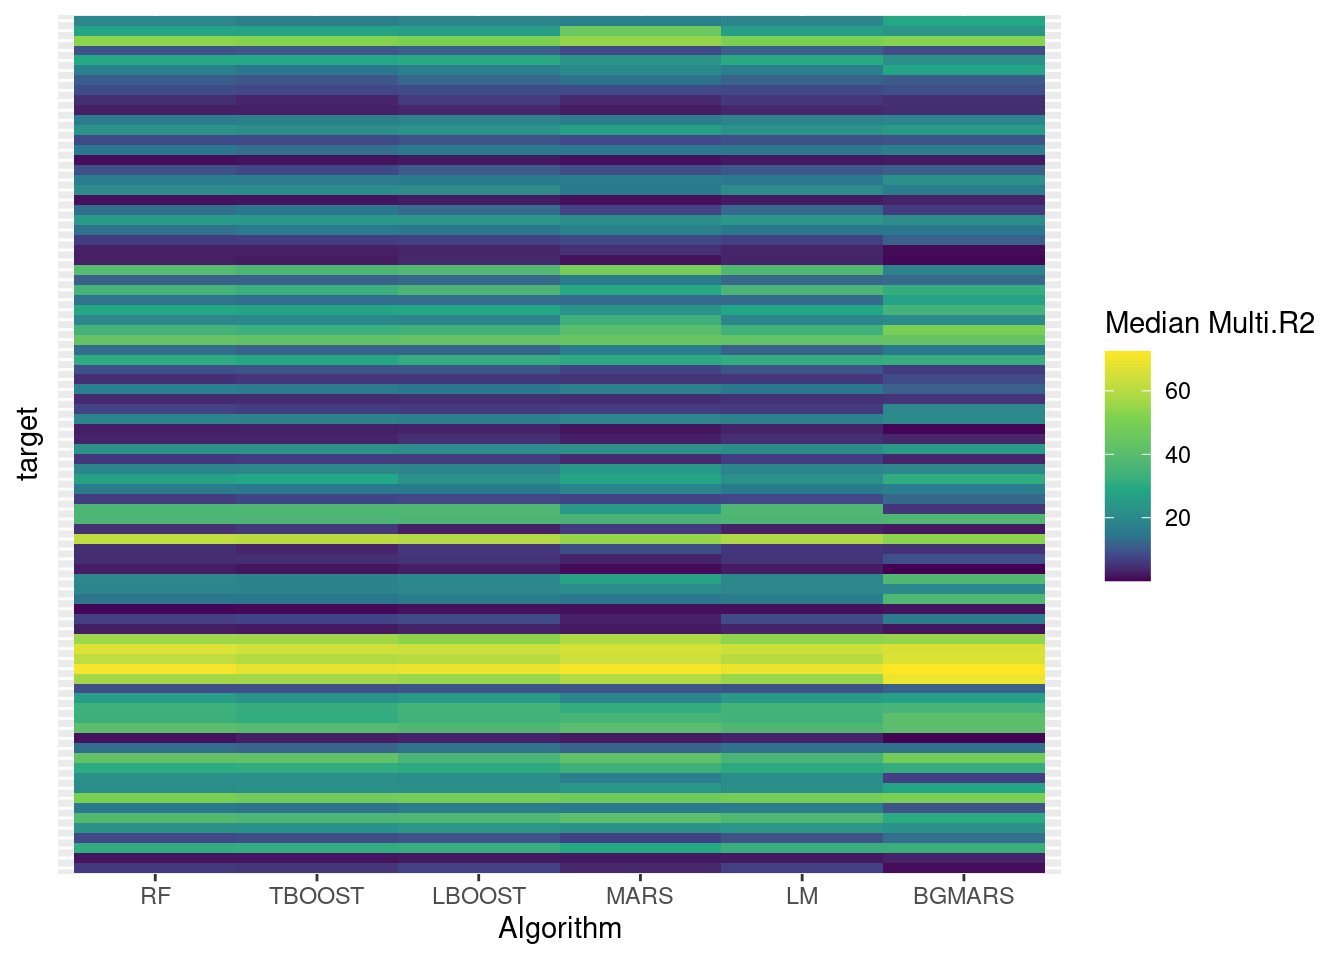 Median Multi.R2
60
40
20
target
RF TBOOST LBOOST MARS LM BGMARS
Algorithm